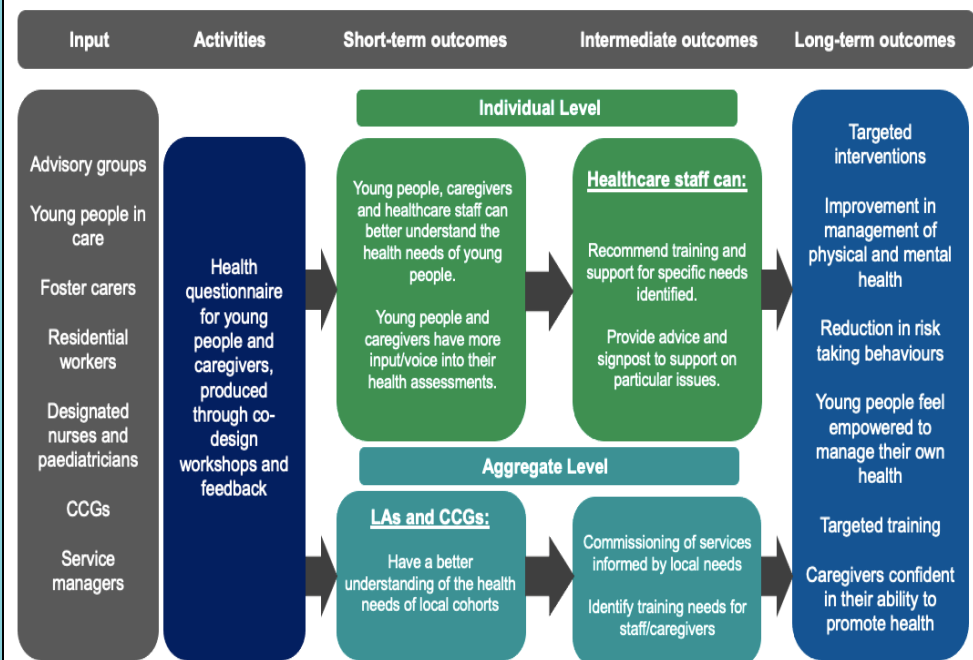 Input
Activities
Short-term outcomes
Intermediate outcomes
Long-term outcomes
Advisory groups
Young people in
care
Foster carers
Residential
workers
Designated
nurses and
paediatricians
CCGs
Service
managers
Health
questionnaire
for young
people and
caregivers,
produced
through co-
design
workshops and
feedback
Individual Level
Young people, caregivers
and healthcare staff can
better understand the
health needs of young
people.
Young people and
caregivers have more
input/voice into their
health assessments.
Healthcare staff can:
Recommend training and
support for specific needs
identified.
Provide advice and
signpost to support on
particular issues.
Aggregate Level
LAs and CCGs:
Have a better
understanding of the health
needs of local cohorts
Commissioning of services
informed by local needs
Identify training needs for
staff/caregivers
Targeted
interventions
Improvement in
management of
physical and mental
health
Reduction in risk
taking behaviours
Young people feel
empowered to
manage their own
health
Targeted training
Caregivers confident
in their ability to
promote health